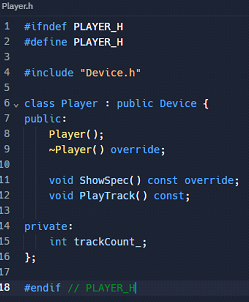 Player.h
1 #ifndef PLAYER_H
2 #define PLAYER_H
3
4 #include "Device.h"
5
6 class Player : public Device {
7 public:
8     Player();
9     ~Player() override;
10
11     void ShowSpec() const override;
12     void PlayTrack() const;
13
14 private:
15     int trackCount_;
16 };
17
18 #endif // PLAYER_H